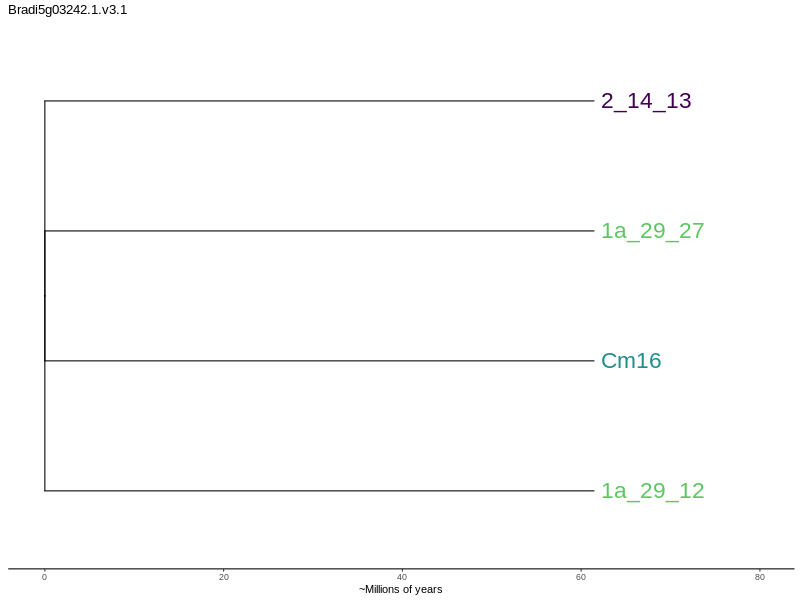 Bradi5g03242.1.v3.1
2_14_13
1a_29_27
Cm16
1a_29_12
0 20 40 60 80
~Millions of years